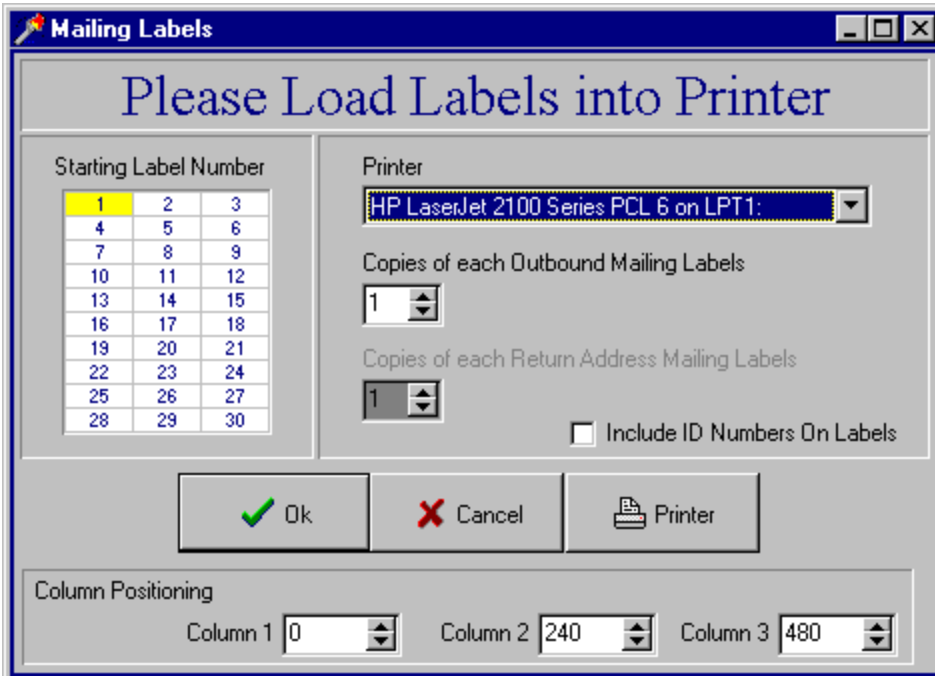 Mailing Labels
Please Load Labels into Printer
Starting Label Number
1 2 3
4 5 6
7 8 9
10 11 12
13 14 15
16 17 18
19 20 21
22 23 24
25 26 27
28 29 30
Printer
HP LaserJet 2100 Series PCL 6 on LPT1:
Copies of each Outbound Mailing Labels
1
Copies of each Return Address Mailing Labels
1
Include ID Numbers On Labels
Ok Cancel Printer
Column Positioning
Column 1 0 Column 2 240 Column 3 480